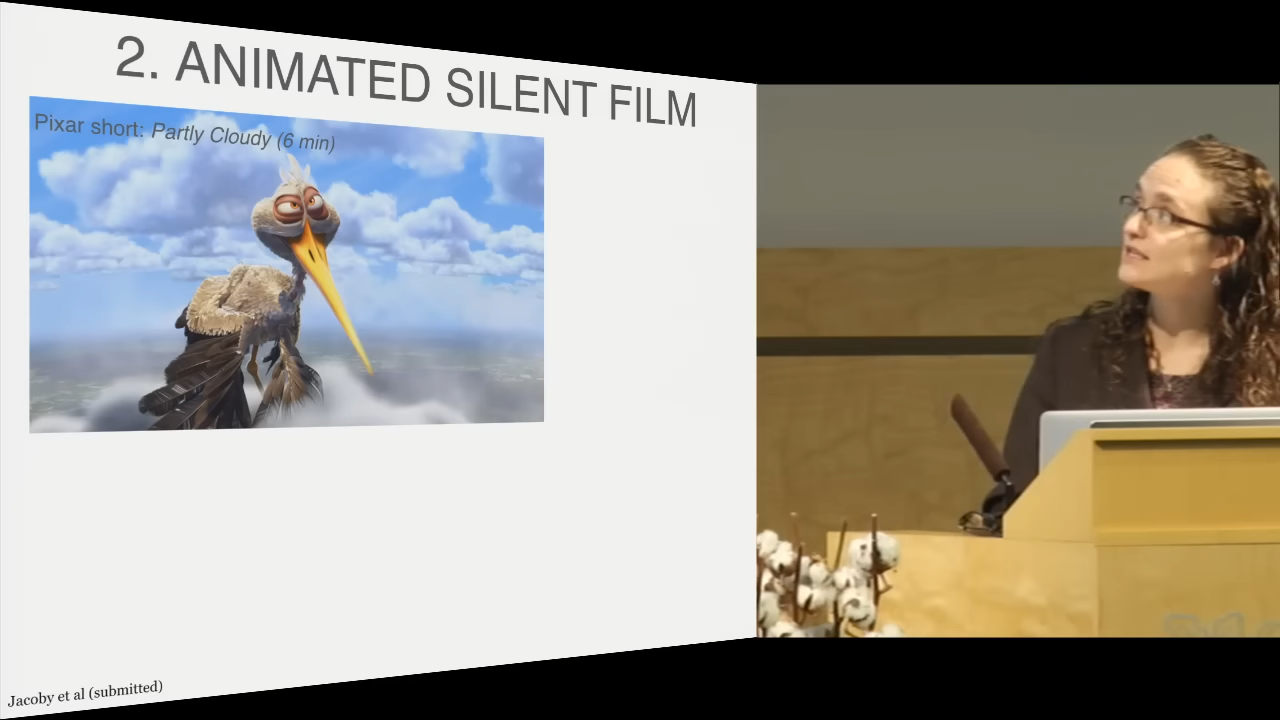 2. ANIMATED SILENT FILM
Pixar short: Partly Cloudy (6 min)
Jacoby et al (submitted)